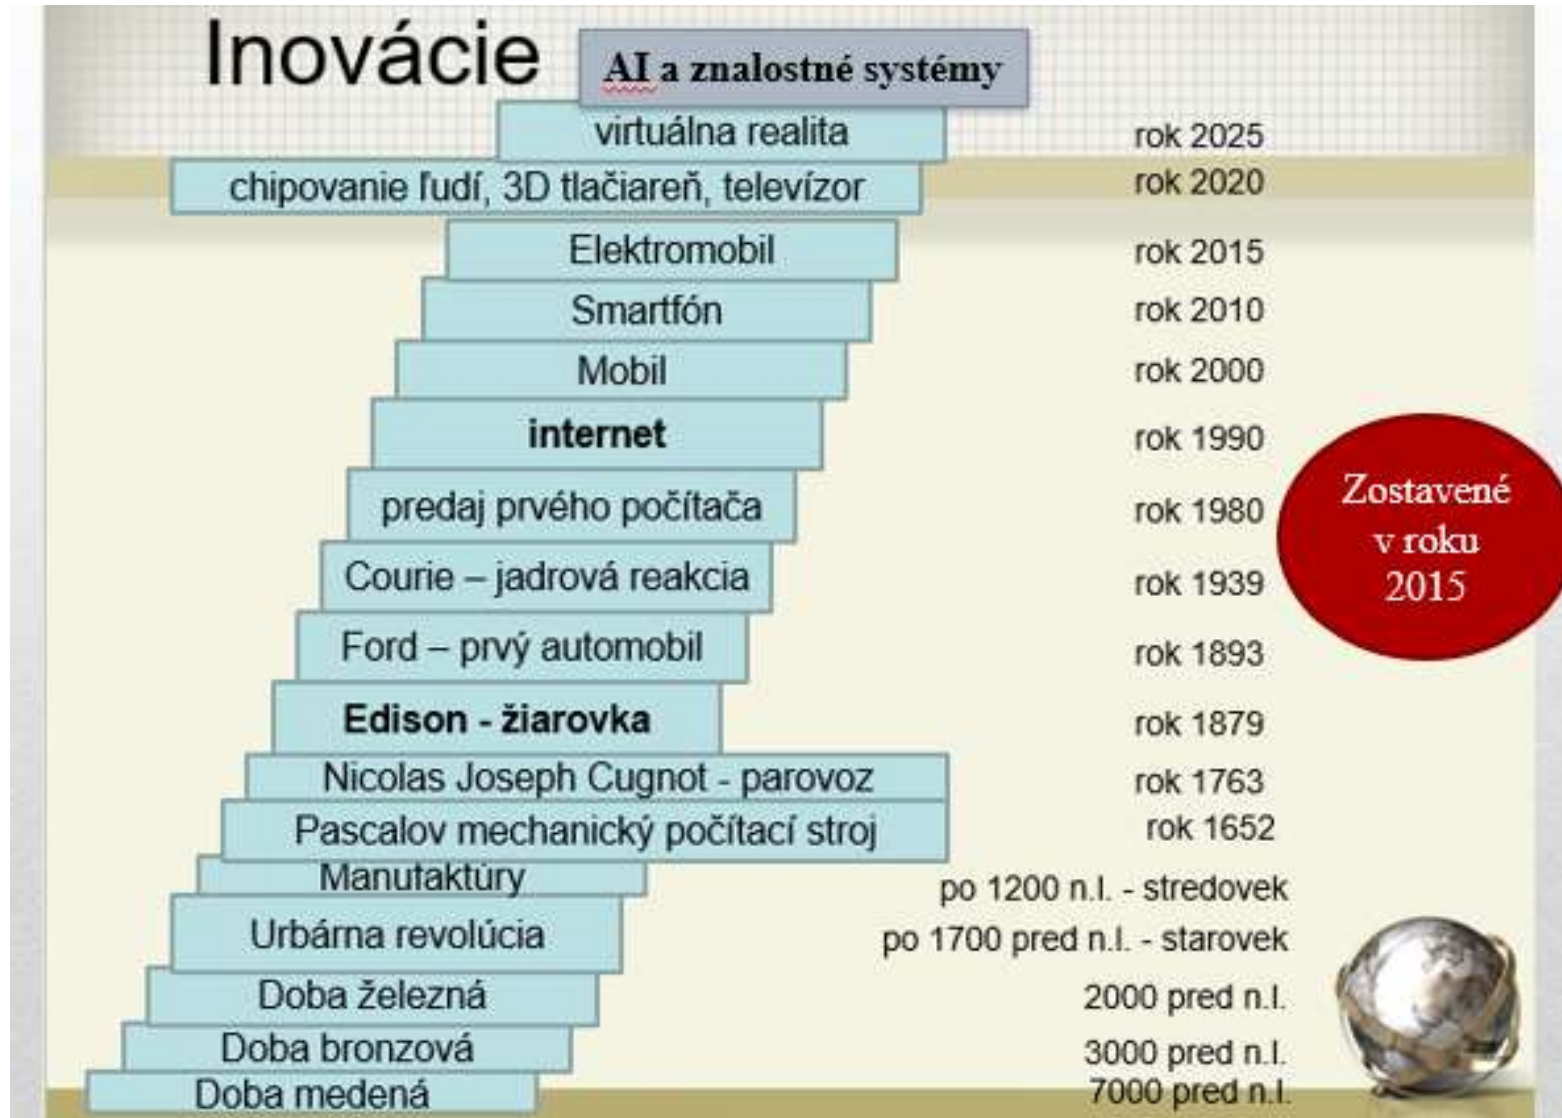 Inovácie
AI a znalostné systémy
virtuálna realita rok 2025
chipovanie ľudí, 3D tlačiareň, televízor rok 2020
Elektromobil rok 2015
Smartfón rok 2010
Mobil rok 2000
internet rok 1990
predaj prvého počítača rok 1980
Courie – jadrová reakcia rok 1939
Ford – prvý automobil rok 1893
Edison - žiarovka rok 1879
Nicolas Joseph Cugnot - parovoz rok 1763
Pascalov mechanický počítací stroj rok 1652
Manufaktúry po 1200 n.l. - stredovek
Urbárna revolúcia po 1700 pred n.l. - starovek
Doba železná 2000 pred n.l.
Doba bronzová 3000 pred n.l.
Doba medená 7000 pred n.l.
Zostavené
v roku
2015